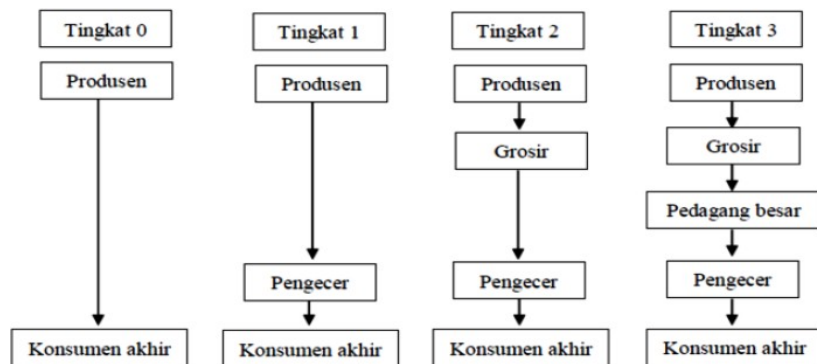 Tingkat 0
Produsen
Konsumen akhir
Tingkat 1
Produsen
Pengecer
Konsumen akhir
Tingkat 2
Produsen
Grosir
Pengecer
Konsumen akhir
Tingkat 3
Produsen
Grosir
Pedagang besar
Pengecer
Konsumen akhir